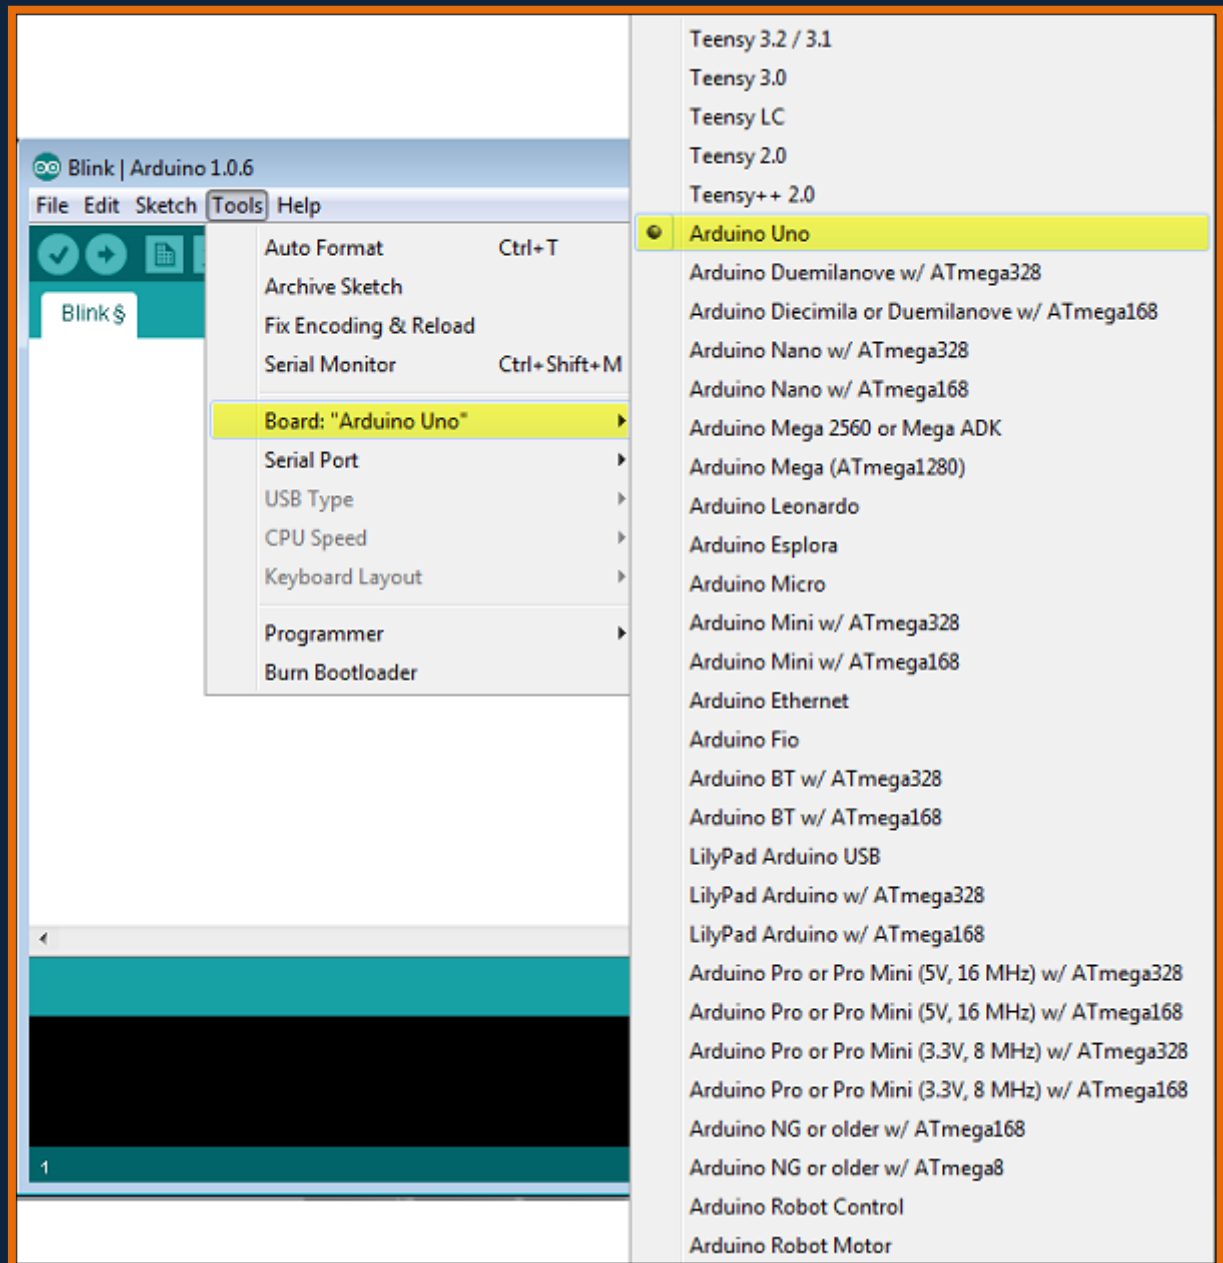 Blink | Arduino 1.0.6
File Edit Sketch Tools Help
Blink§
Auto Format Ctrl+T
Archive Sketch
Fix Encoding & Reload
Serial Monitor Ctrl+Shift+M
Board: "Arduino Uno"
Serial Port
USB Type
CPU Speed
Keyboard Layout
Programmer
Burn Bootloader
1
Teensy 3.2 / 3.1
Teensy 3.0
Teensy LC
Teensy 2.0
Teensy++ 2.0
Arduino Uno
Arduino Duemilanove w/ ATmega328
Arduino Diecimila or Duemilanove w/ ATmega168
Arduino Nano w/ ATmega328
Arduino Nano w/ ATmega168
Arduino Mega 2560 or Mega ADK
Arduino Mega (ATmega1280)
Arduino Leonardo
Arduino Esplora
Arduino Micro
Arduino Mini w/ ATmega328
Arduino Mini w/ ATmega168
Arduino Ethernet
Arduino Fio
Arduino BT w/ ATmega328
Arduino BT w/ ATmega168
LilyPad Arduino USB
LilyPad Arduino w/ ATmega328
LilyPad Arduino w/ ATmega168
Arduino Pro or Pro Mini (5V, 16 MHz) w/ ATmega328
Arduino Pro or Pro Mini (5V, 16 MHz) w/ ATmega168
Arduino Pro or Pro Mini (3.3V, 8 MHz) w/ ATmega328
Arduino Pro or Pro Mini (3.3V, 8 MHz) w/ ATmega168
Arduino NG or older w/ ATmega168
Arduino NG or older w/ ATmega8
Arduino Robot Control
Arduino Robot Motor